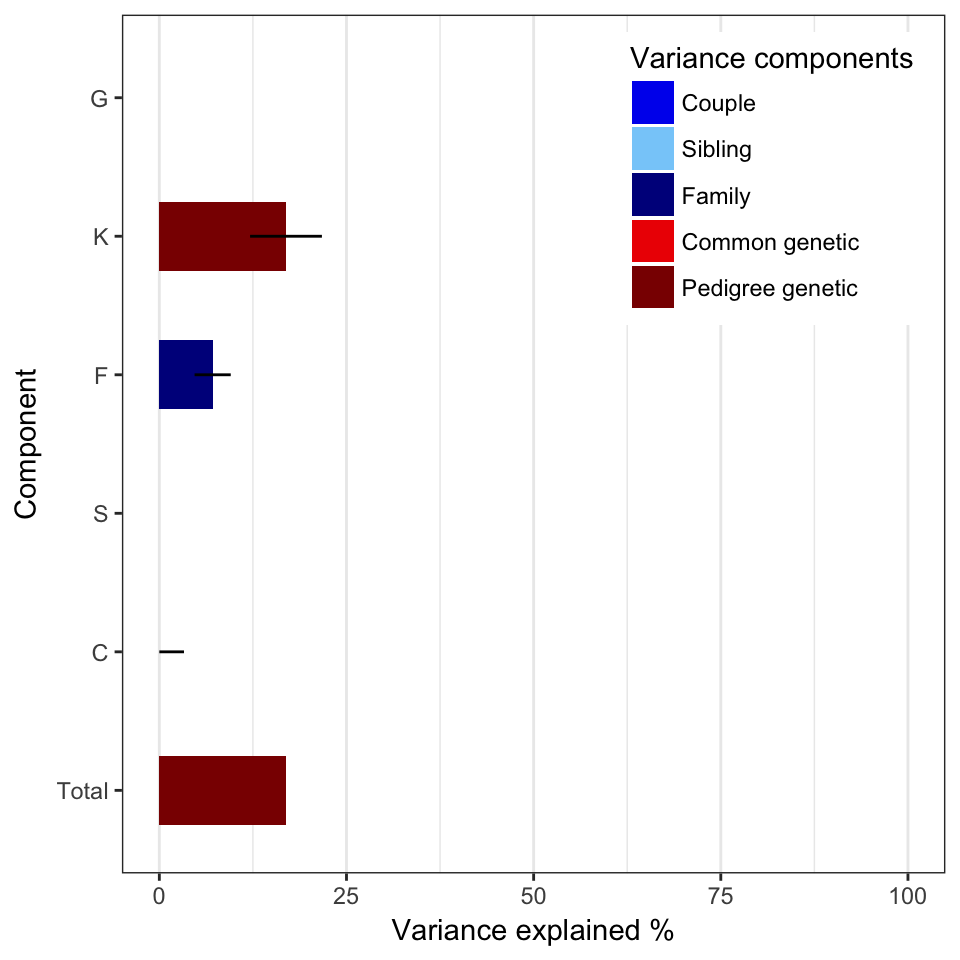 Variance components
Couple
Sibling
Family
Common genetic
Pedigree genetic
Component
G
K
F
S
C
Total
0 25 50 75 100
Variance explained %